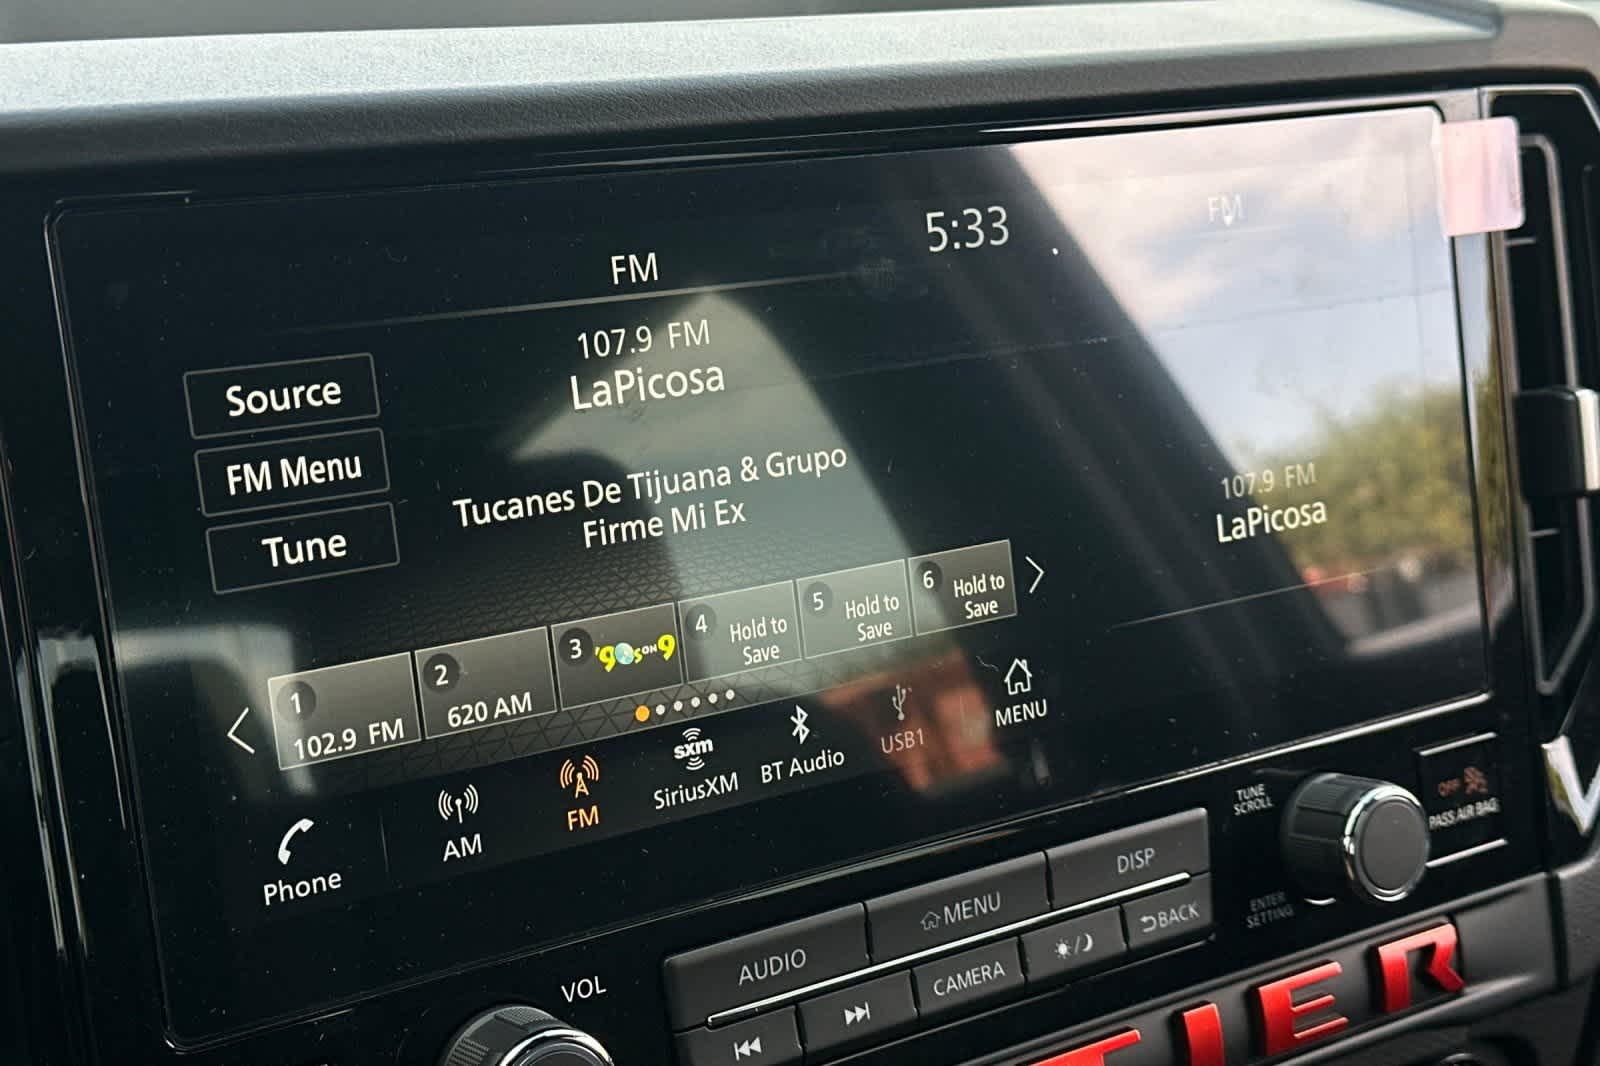 FM
5:33
FM
107.9 FM
LaPicosa
Source
FM Menu
Tune
Tucanes De Tijuana & Grupo
Firme Mi Ex
107.9 FM
LaPicosa
1
102.9 FM
2
620 AM
3
'90s ON 9
4
Hold to
Save
5
Hold to
Save
6
Hold to
Save
Phone
AM
FM
sxm
SiriusXM
BT Audio
USB1
MENU
TUNE
SCROLL
OFF
PASS AIR BAG
ENTER
SETTING
VOL
AUDIO
MENU
DISP
CAMERA
BACK
TIER